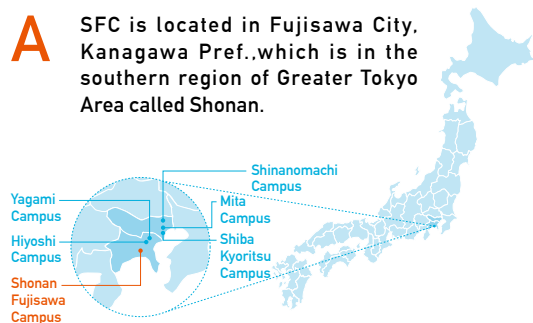 A
SFC is located in Fujisawa City,
Kanagawa Pref.,which is in the
southern region of Greater Tokyo
Area called Shonan.
Shinanomachi
Campus
Yagami
Campus
Mita
Campus
Hiyoshi
Campus
Shiba
Kyoritsu
Campus
Shonan
Fujisawa
Campus